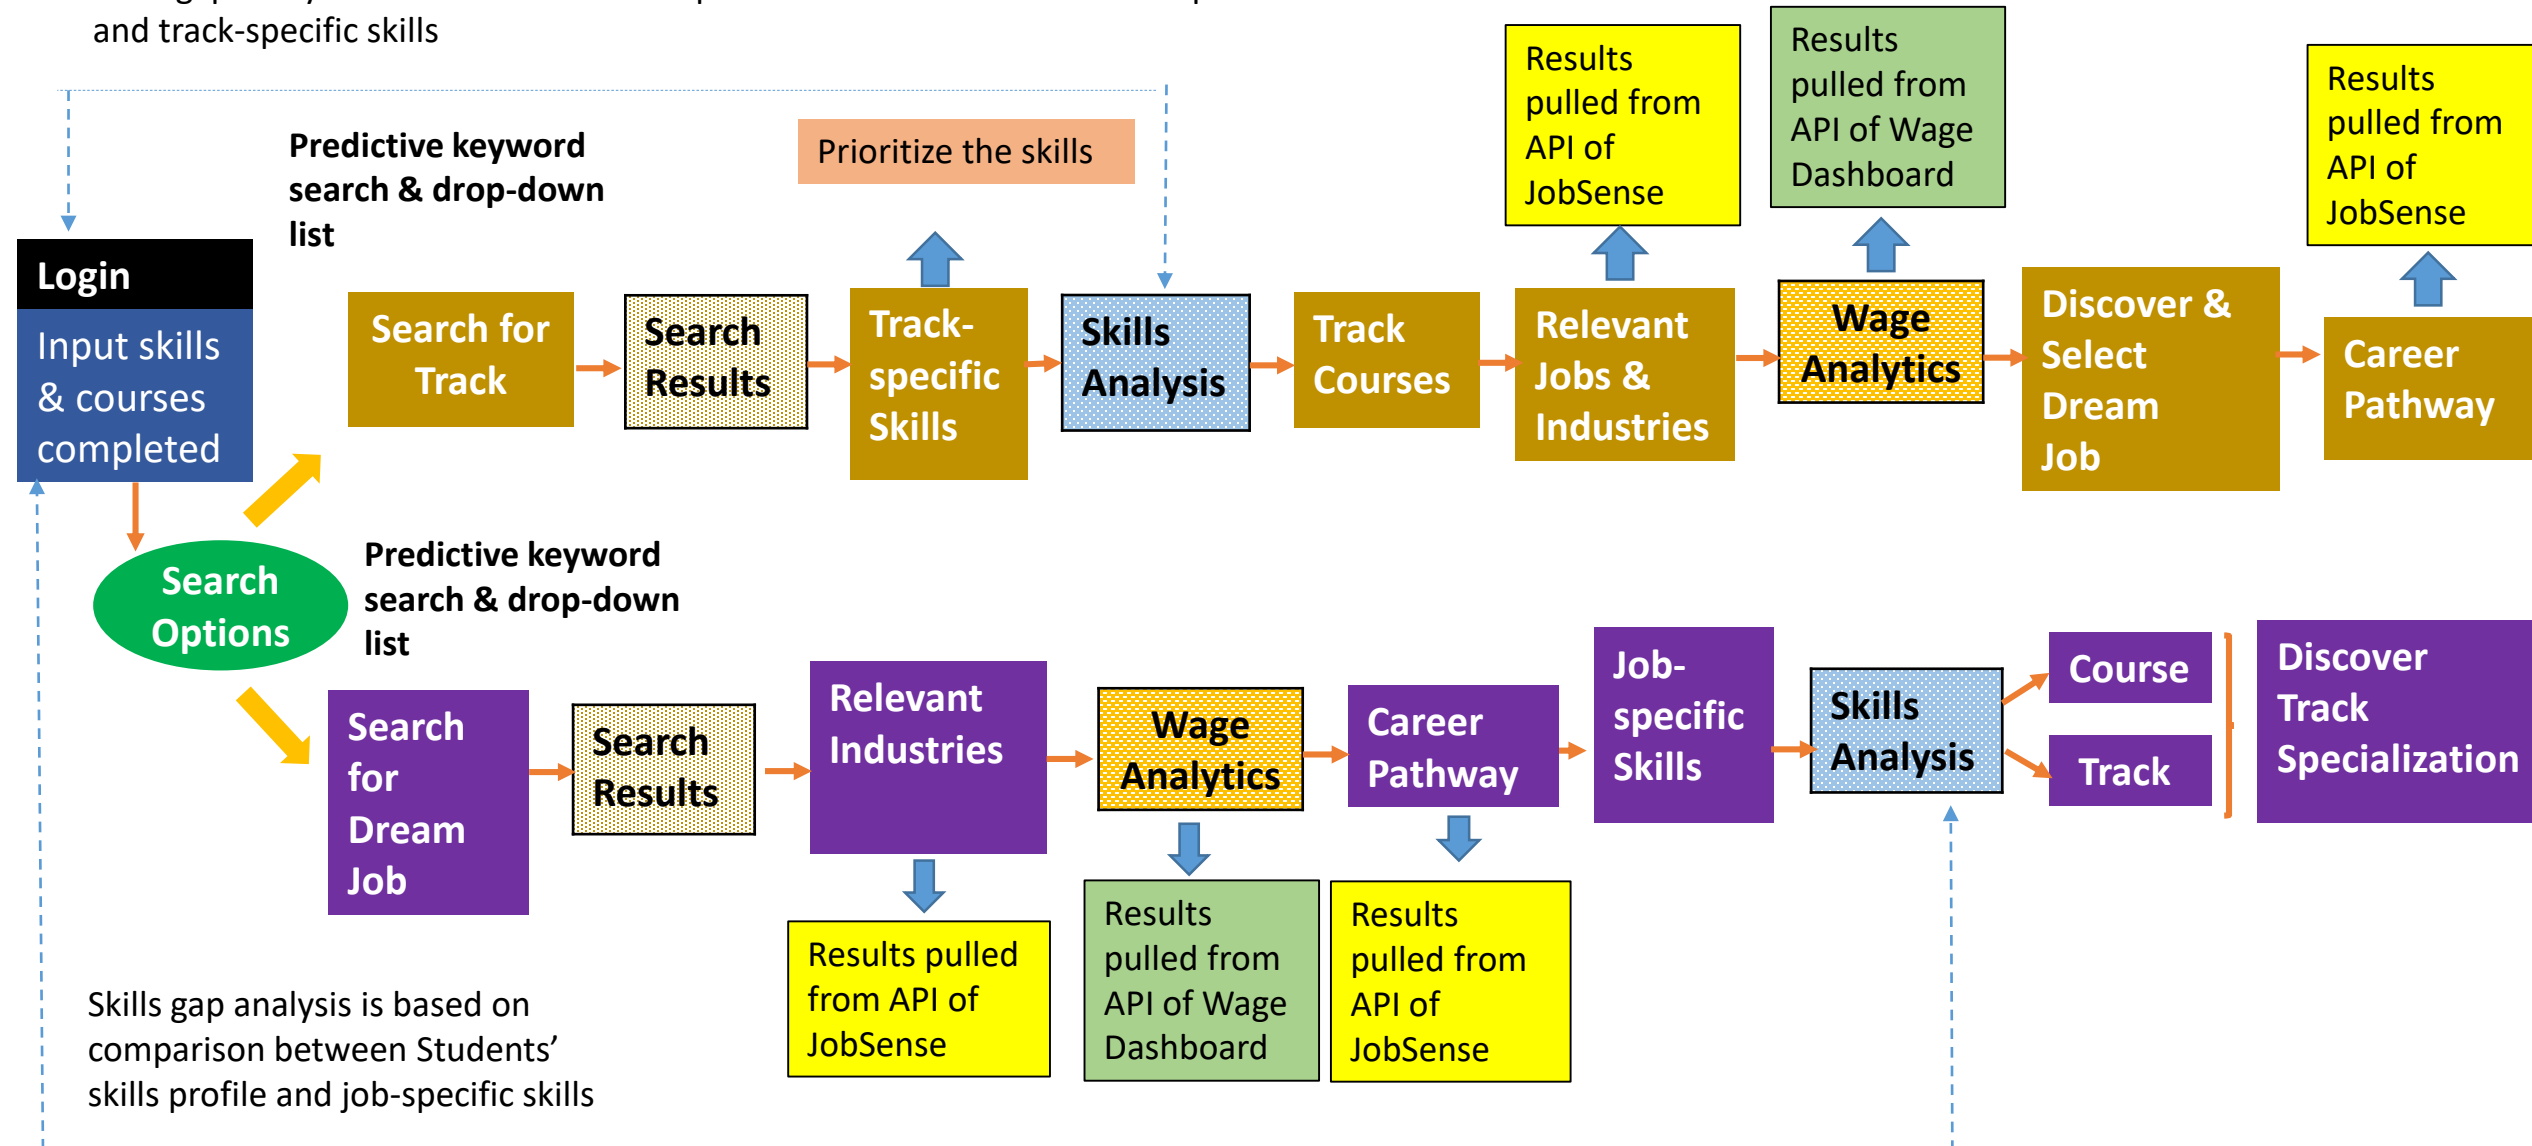 and track-specific skills
Results
pulled from
API of
JobSense
Results
pulled from
API of Wage
Dashboard
Results
pulled from
API of
JobSense
Predictive keyword
search & drop-down
list
Prioritize the skills
Login
Input skills
& courses
completed
Search for
Track
Search
Results
Track-
specific
Skills
Skills
Analysis
Track
Courses
Relevant
Jobs &
Industries
Wage
Analytics
Discover &
Select
Dream
Job
Career
Pathway
Search
Options
Predictive keyword
search & drop-down
list
Search
for
Dream
Job
Search
Results
Relevant
Industries
Wage
Analytics
Career
Pathway
Job-
specific
Skills
Skills
Analysis
Course
Track
Discover
Track
Specialization
Results pulled
from API of
JobSense
Results
pulled from
API of Wage
Dashboard
Results
pulled from
API of
JobSense
Skills gap analysis is based on
comparison between Students’
skills profile and job-specific skills